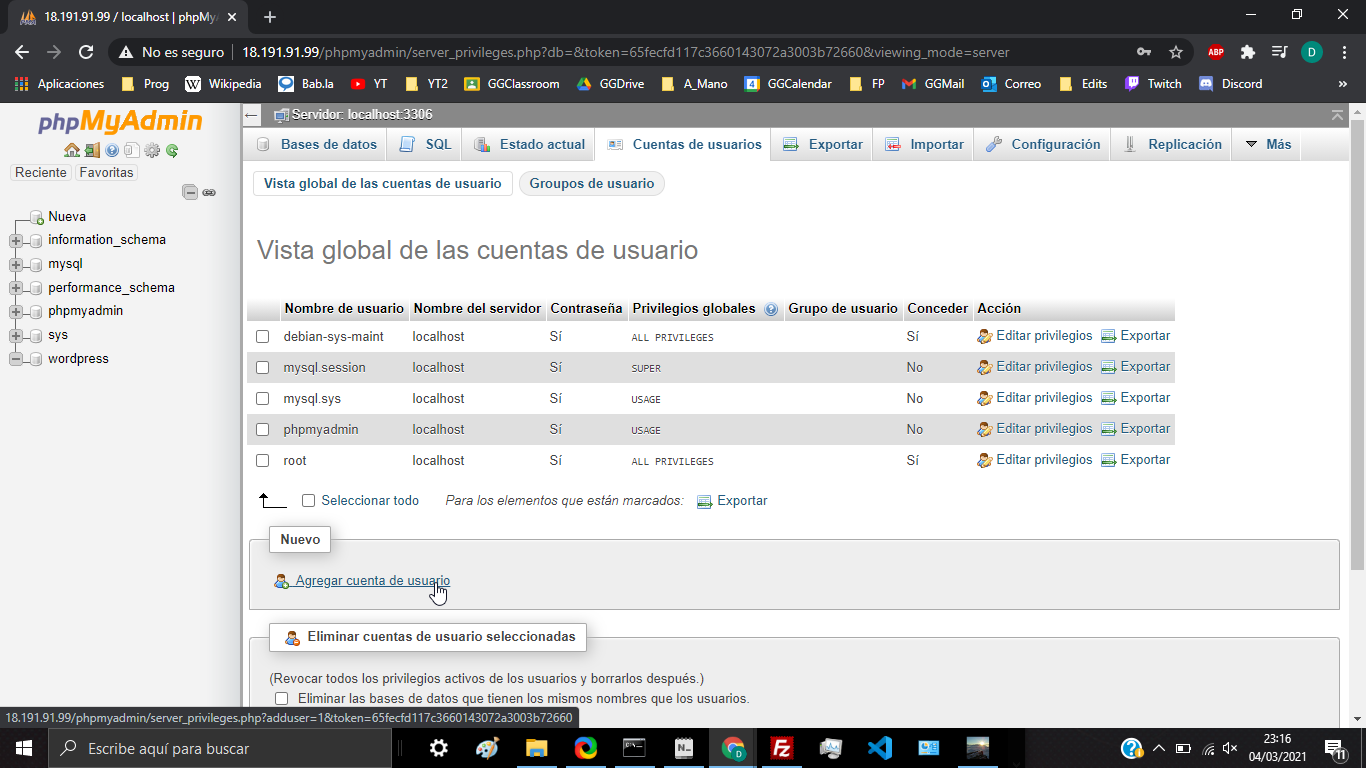 18.191.91.99 / localhost | phpMyA
No es seguro 18.191.91.99/phpmyadmin/server_privileges.php?db=&token=65fecfd117c3660143072a3003b72660&viewing_mode=server
ABP D
Aplicaciones Prog Wikipedia Bab.la YT YT2 GGClassroom GGDrive A_Mano GGCalendar FP GGMail Correo Edits Twitch Discord »
phpMyAdmin
Reciente Favoritas
Nueva
information_schema
mysql
performance_schema
phpmyadmin
sys
wordpress
Servidor: localhost:3306
Bases de datos SQL Estado actual Cuentas de usuarios Exportar Importar Configuración Replicación Más
Vista global de las cuentas de usuario Groupos de usuario
Vista global de las cuentas de usuario
Nombre de usuario Nombre del servidor Contraseña Privilegios globales Grupo de usuario Conceder Acción
debian-sys-maint localhost Sí ALL PRIVILEGES Sí Editar privilegios Exportar
mysql.session localhost Sí SUPER No Editar privilegios Exportar
mysql.sys localhost Sí USAGE No Editar privilegios Exportar
phpmyadmin localhost Sí USAGE No Editar privilegios Exportar
root localhost Sí ALL PRIVILEGES Sí Editar privilegios Exportar
Seleccionar todo Para los elementos que están marcados: Exportar
Nuevo
Agregar cuenta de usuario
Eliminar cuentas de usuario seleccionadas
(Revocar todos los privilegios activos de los usuarios y borrarlos después.)
Eliminar las bases de datos que tienen los mismos nombres que los usuarios.
18.191.91.99/phpmyadmin/server_privileges.php?adduser=1&token=65fecfd117c3660143072a3003b72660
Escribe aquí para buscar
23:16
04/03/2021
11